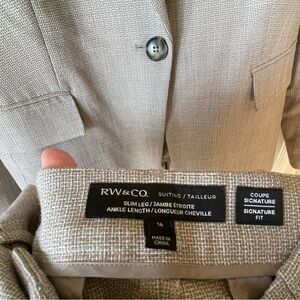 RW&CO. SUITING / TAILLEUR
SLIM LEG / JAMBE ÉTROITE
ANKLE LENGTH / LONGUEUR CHEVILLE
14
MADE IN
CHINA
COUPE
SIGNATURE
SIGNATURE
FIT